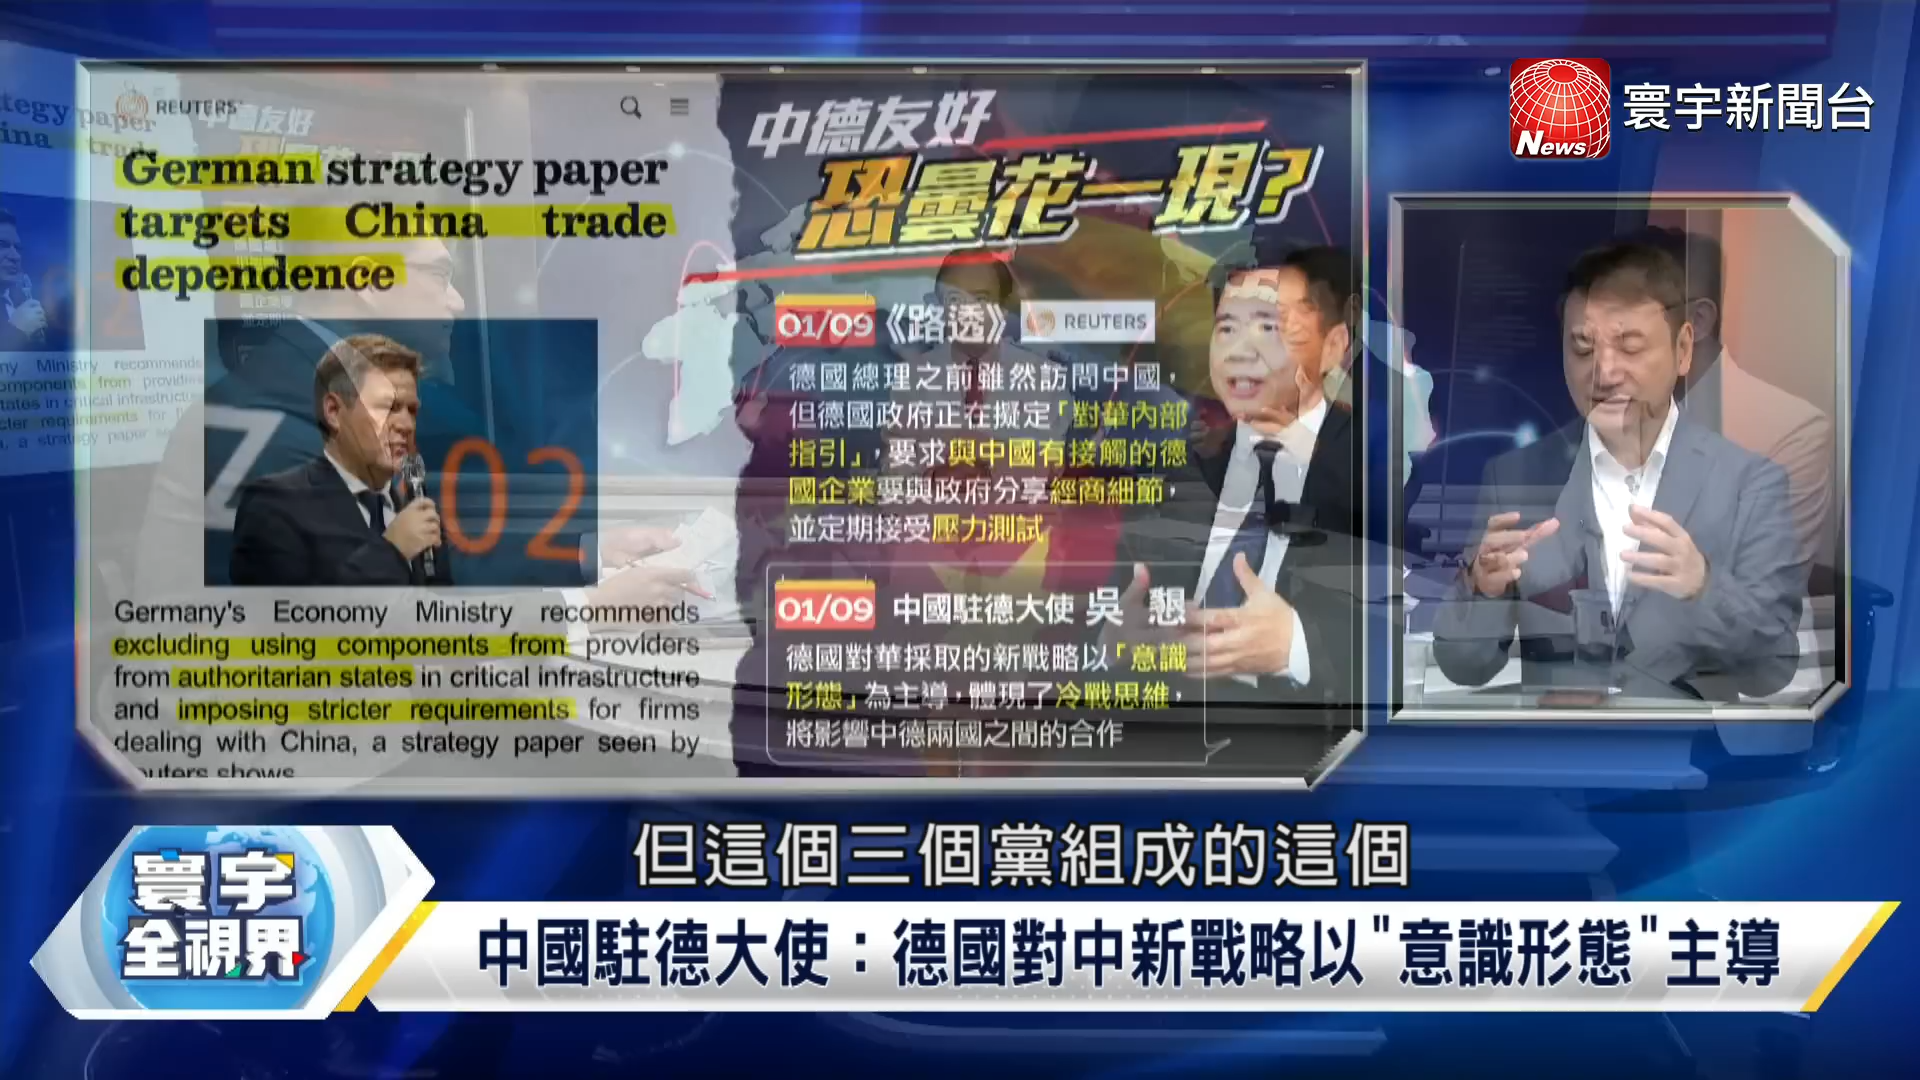 寰宇新聞台
News
REUTERS
German strategy paper
targets China trade
dependence
02
Germany's Economy Ministry recommends
excluding using components from providers
from authoritarian states in critical infrastructure
and imposing stricter requirements for firms
dealing with China, a strategy paper seen by
中德友好
恐曇花一現?
01/09《路透》REUTERS
德國總理之前雖然訪問中國，
但德國政府正在擬定「對華內部
指引」，要求與中國有接觸的德
國企業要與政府分享經商細節，
並定期接受壓力測試
01/09 中國駐德大使 吳 懇
德國對華採取的新戰略以「意識
形態」為主導，體現了冷戰思維，
將影響中德兩國之間的合作
但這個三個黨組成的這個
寰宇
全視界
中國駐德大使：德國對中新戰略以"意識形態"主導